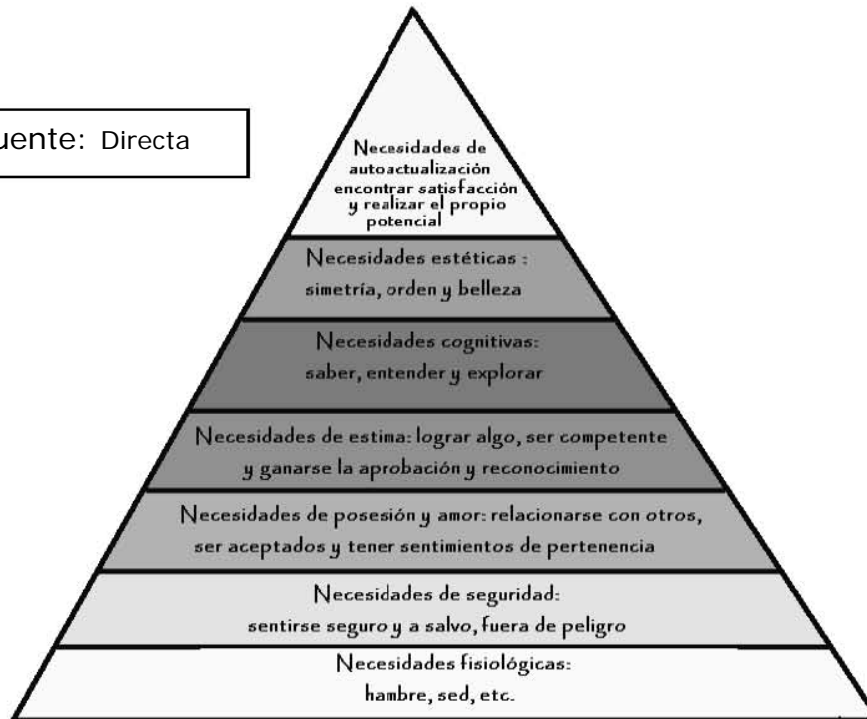 uente: Directa
Necesidades de
autoactualización
encontrar satisfacción
y realizar el propio
potencial
Necesidades estéticas :
simetría, orden y belleza
Necesidades cognitivas:
saber, entender y explorar
Necesidades de estima: lograr algo, ser competente
y ganarse la aprobación y reconocimiento
Necesidades de posesión y amor: relacionarse con otros,
ser aceptados y tener sentimientos de pertenencia
Necesidades de seguridad:
sentirse seguro y a salvo, fuera de peligro
Necesidades fisiológicas:
hambre, sed, etc.